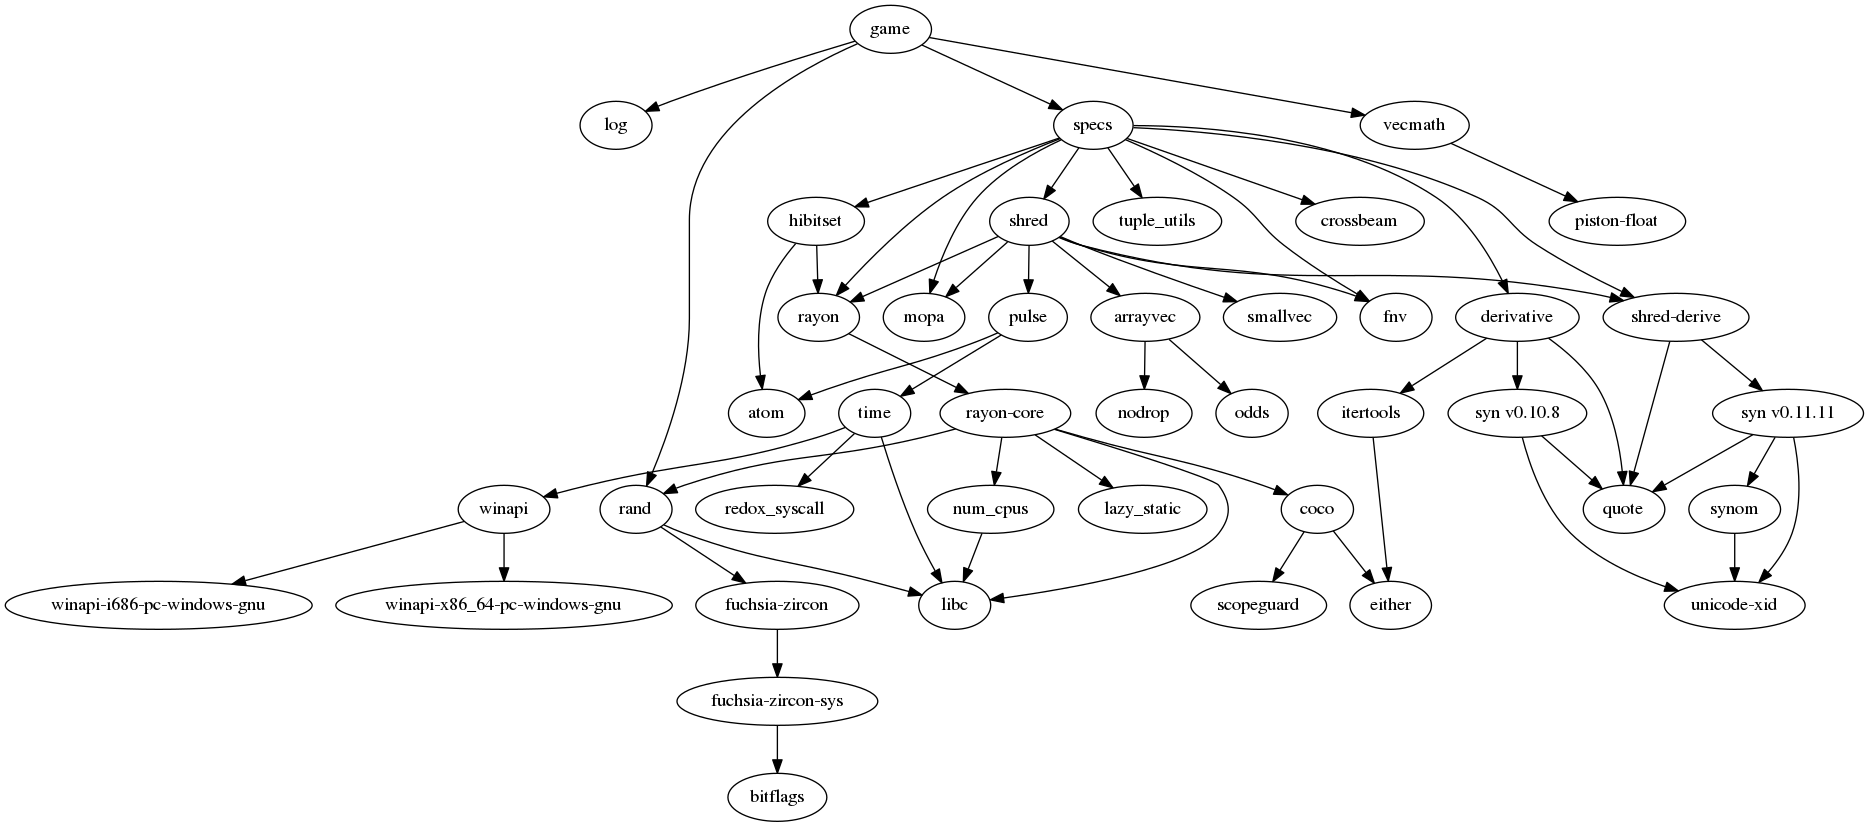 game
log
specs
vecmath
hibitset
shred
tuple_utils
crossbeam
piston-float
rayon
mopa
pulse
arrayvec
smallvec
fnv
derivative
shred-derive
atom
time
rayon-core
nodrop
odds
itertools
syn v0.10.8
syn v0.11.11
winapi
rand
redox_syscall
num_cpus
lazy_static
coco
quote
synom
winapi-i686-pc-windows-gnu
winapi-x86_64-pc-windows-gnu
fuchsia-zircon
libc
scopeguard
either
unicode-xid
fuchsia-zircon-sys
bitflags